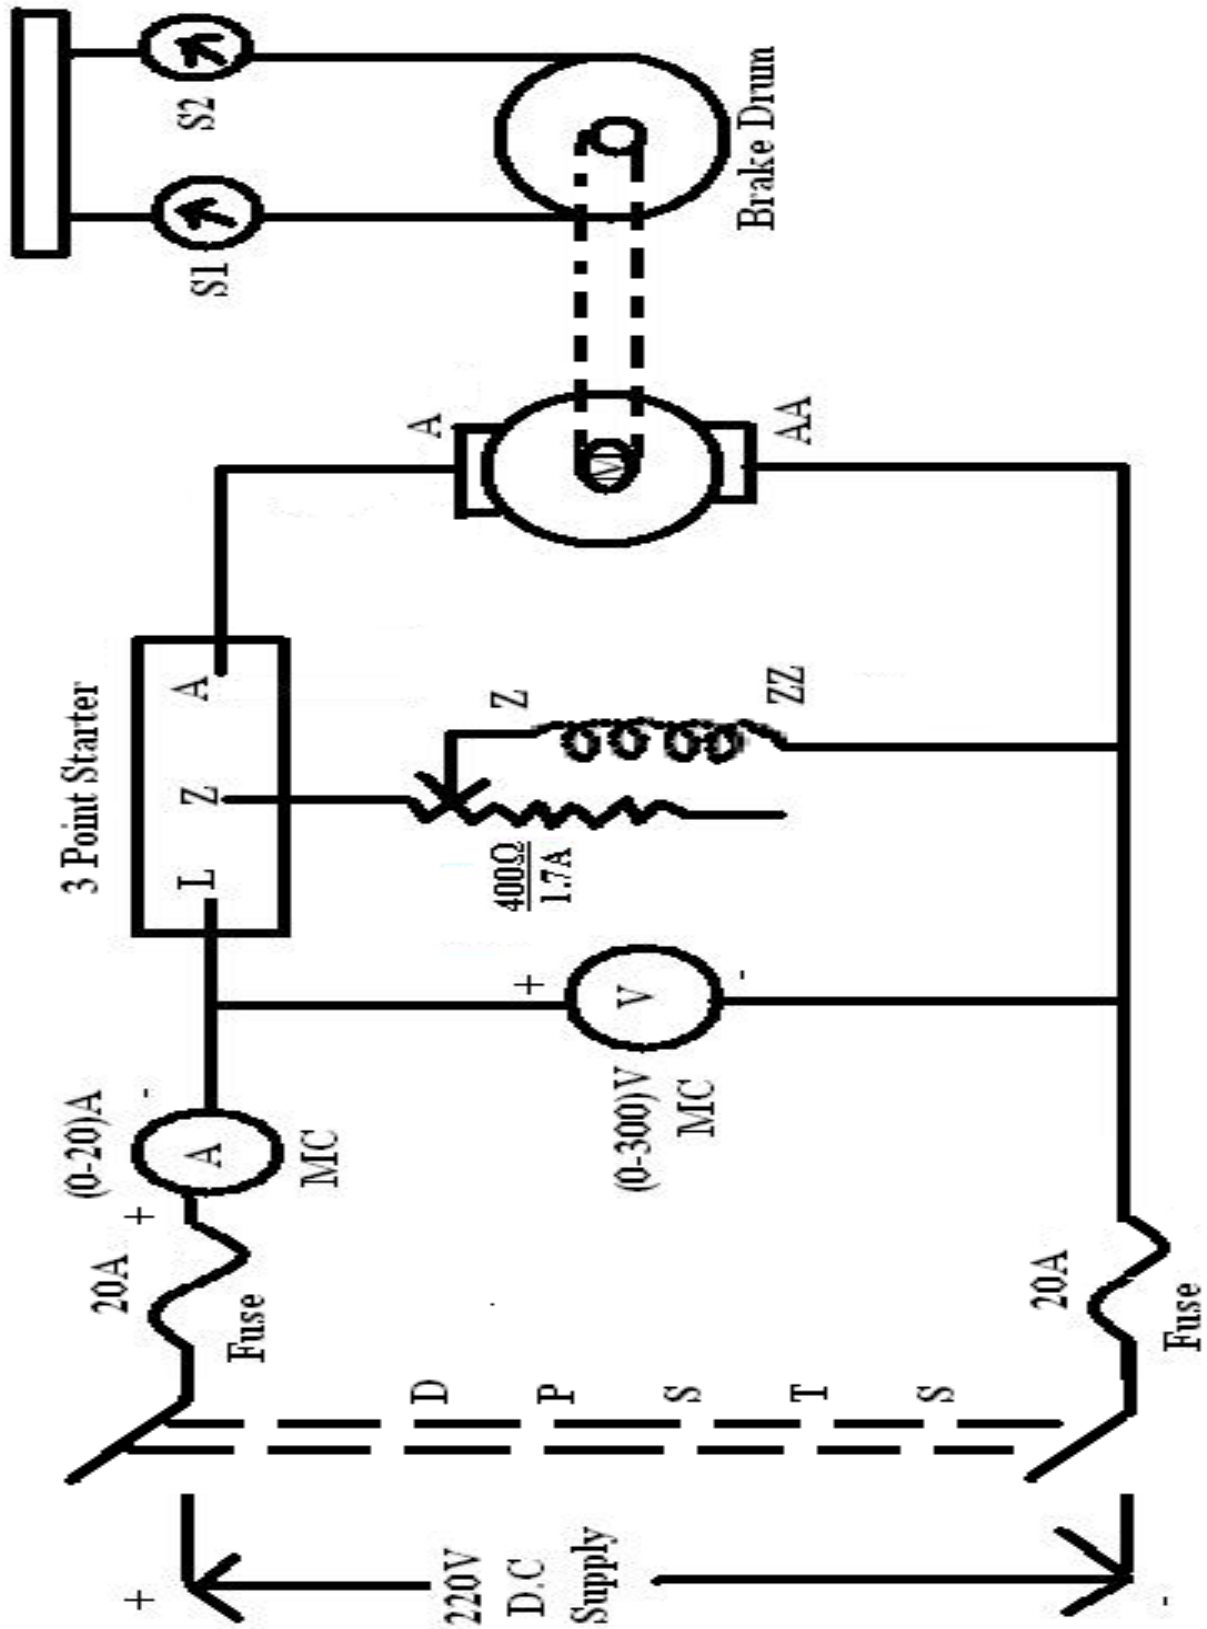 3 Point Starter
L Z A
(0-20)A
+ -
A
MC
20A
Fuse
+
220V
D.C
Supply
-
D
P
S
T
S
+
V
-
(0-300)V
MC
400Ω
1.7A
Z
ZZ
A
M
AA
S1
S2
Brake Drum
20A
Fuse